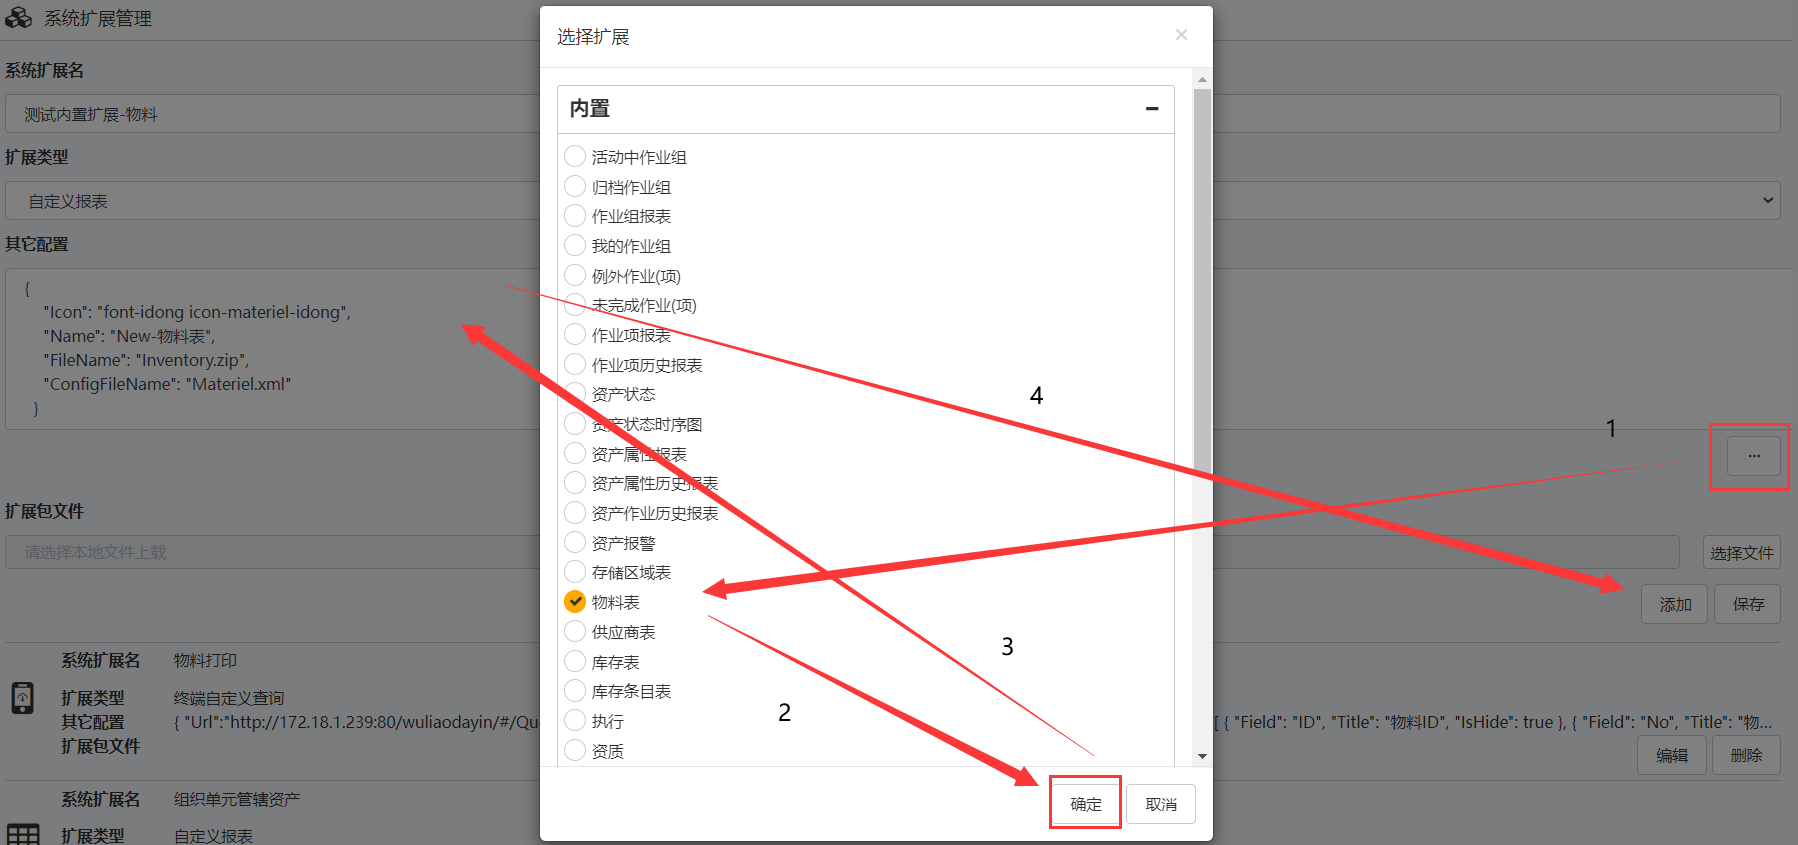 系统扩展管理
系统扩展名
测试内置扩展-物料
扩展类型
自定义报表
其它配置
{
"Icon": "font-idong icon-materiel-idong",
"Name": "New-物料表",
"FileName": "Inventory.zip",
"ConfigFileName": "Materiel.xml"
}
...
扩展包文件
请选择本地文件上载
选择文件
添加
保存
系统扩展名 物料打印
扩展类型 终端自定义查询
其它配置 { "Url":"http://172.18.1.239:80/wuliaodayin/#/Qu
[ { "Field": "ID", "Title": "物料ID", "IsHide": true }, { "Field": "No", "Title": "物...
扩展包文件
编辑
删除
系统扩展名 组织单元管辖资产
扩展类型 自定义报表
选择扩展
×
内置
活动中作业组
归档作业组
作业组报表
我的作业组
例外作业(项)
未完成作业(项)
作业项报表
作业项历史报表
资产状态
资产状态时序图
资产属性报表
资产属性历史报表
资产作业历史报表
资产报警
存储区域表
物料表
供应商表
库存表
库存条目表
执行
资质
确定
取消
1
2
3
4